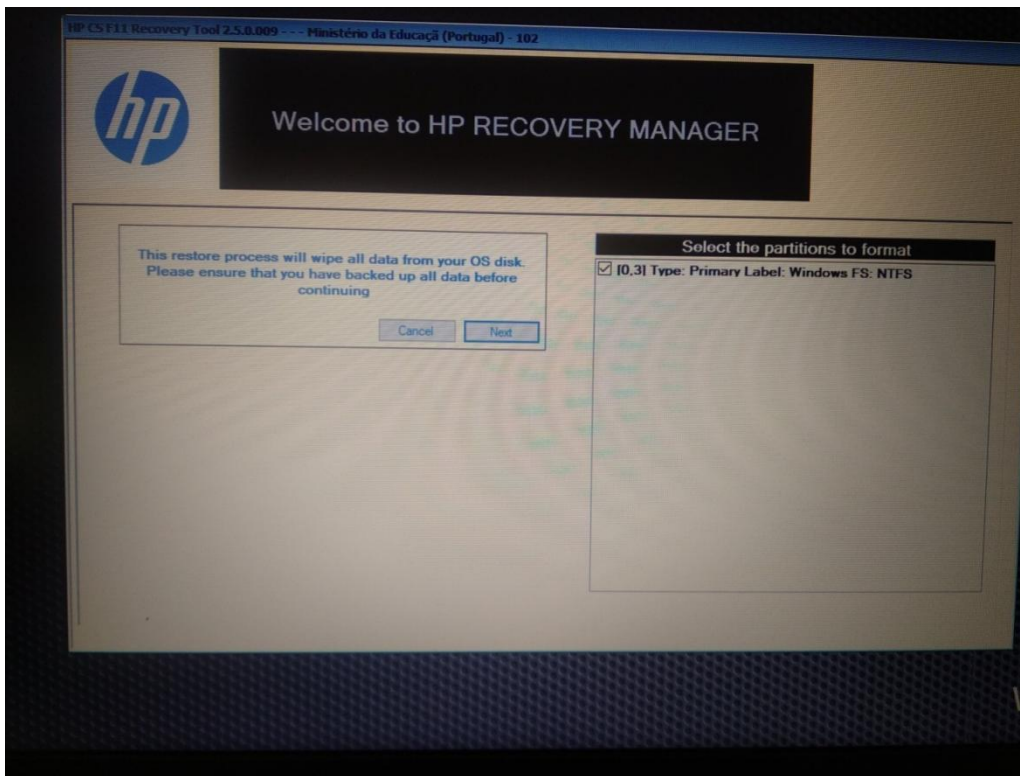 HP CS F11 Recovery Tool 2.5.0.009 - - - Ministério da Educaçã (Portugal) - 102
hp
Welcome to HP RECOVERY MANAGER
This restore process will wipe all data from your OS disk.
Please ensure that you have backed up all data before
continuing
Cancel Next
Select the partitions to format
[0,3] Type: Primary Label: Windows FS: NTFS